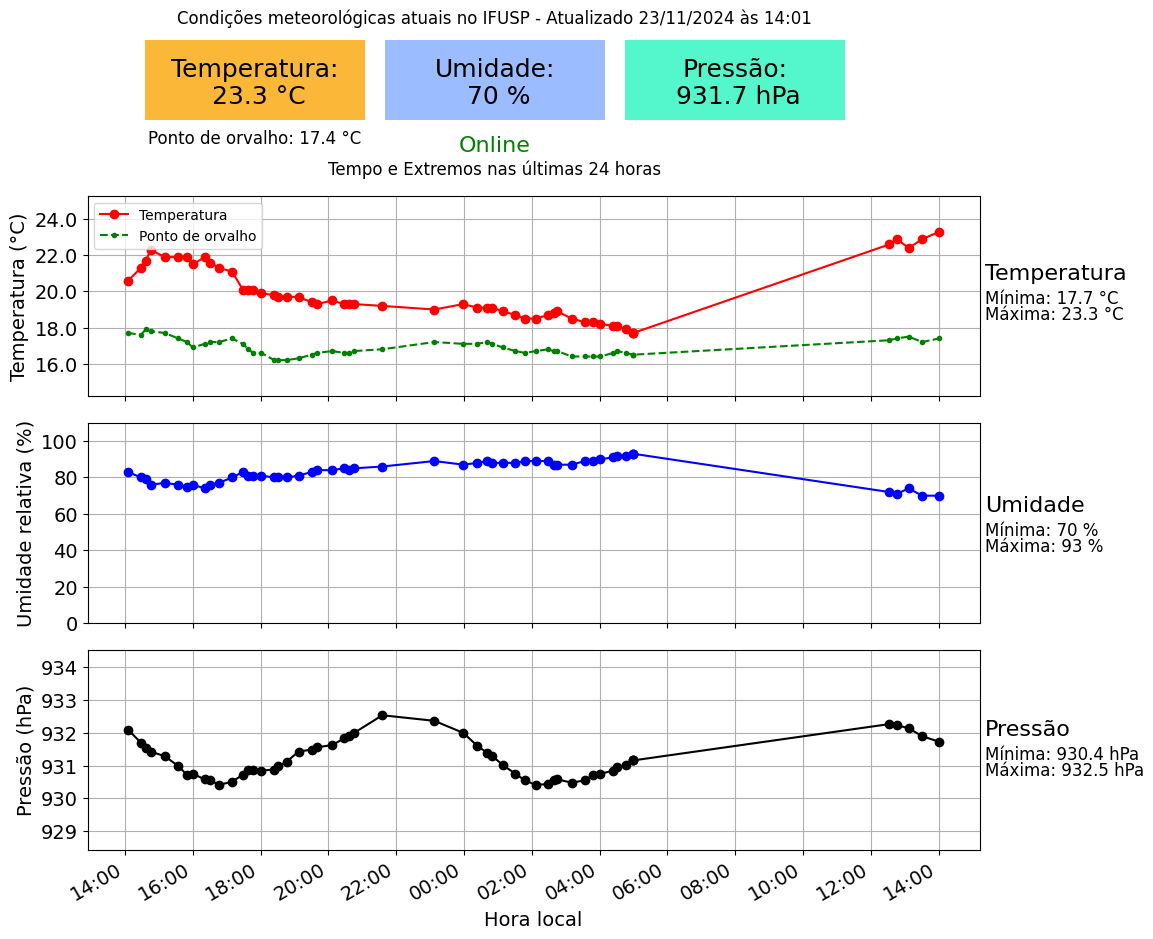 Condições meteorológicas atuais no IFUSP - Atualizado 23/11/2024 às 14:01
Temperatura:
23.3 °C
Umidade:
70 %
Pressão:
931.7 hPa
Ponto de orvalho: 17.4 °C
Online
Tempo e Extremos nas últimas 24 horas
Temperatura (°C)
24.0
22.0
20.0
18.0
16.0
Temperatura
Ponto de orvalho
Temperatura
Mínima: 17.7 °C
Máxima: 23.3 °C
Umidade relativa (%)
100
80
60
40
20
0
Umidade
Mínima: 70 %
Máxima: 93 %
Pressão (hPa)
934
933
932
931
930
929
Pressão
Mínima: 930.4 hPa
Máxima: 932.5 hPa
14:00 16:00 18:00 20:00 22:00 00:00 02:00 04:00 06:00 08:00 10:00 12:00 14:00
Hora local